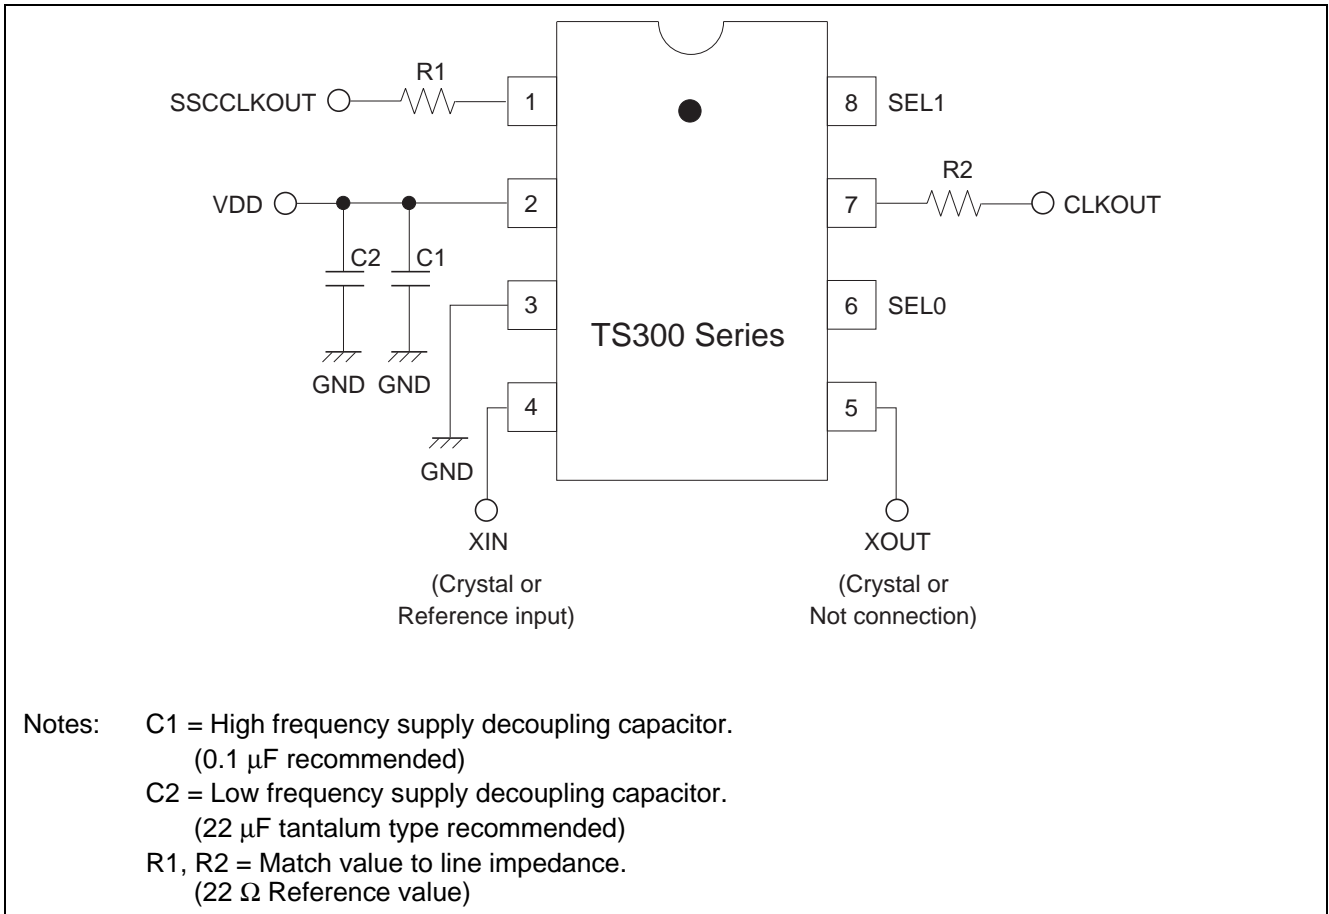 R1
SSCCLKOUT
1
8
SEL1
R2
VDD
2
7
CLKOUT
C2
C1
3
TS300 Series
6
SEL0
GND
GND
4
5
GND
XIN
XOUT
(Crystal or
Reference input)
(Crystal or
Not connection)
Notes: C1 = High frequency supply decoupling capacitor.
(0.1 μF recommended)
C2 = Low frequency supply decoupling capacitor.
(22 μF tantalum type recommended)
R1, R2 = Match value to line impedance.
(22 Ω Reference value)